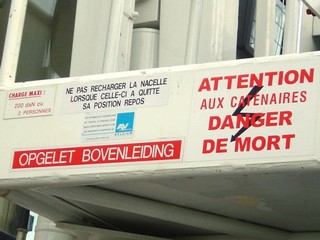 CHARGE MAXI :
200 daN ou
2 PERSONNES
NE PAS RECHARGER LA NACELLE
LORSQUE CELLE-CI A QUITTE
SA POSITION REPOS
AV
OPGELET BOVENLEIDING
ATTENTION
AUX CATENAIRES
DANGER
DE MORT